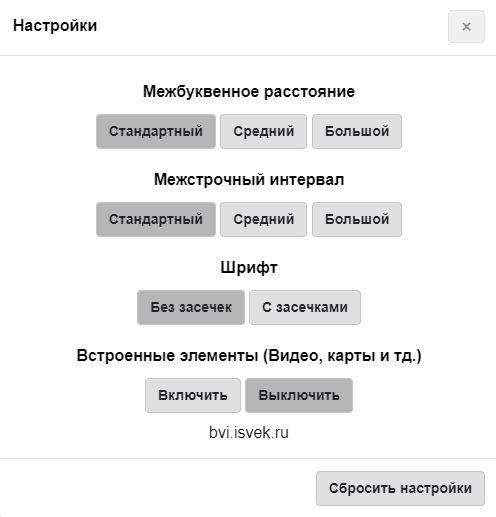 Настройки ×
Межбуквенное расстояние
Стандартный Средний Большой
Межстрочный интервал
Стандартный Средний Большой
Шрифт
Без засечек С засечками
Встроенные элементы (Видео, карты и тд.)
Включить Выключить
bvi.isvek.ru
Сбросить настройки